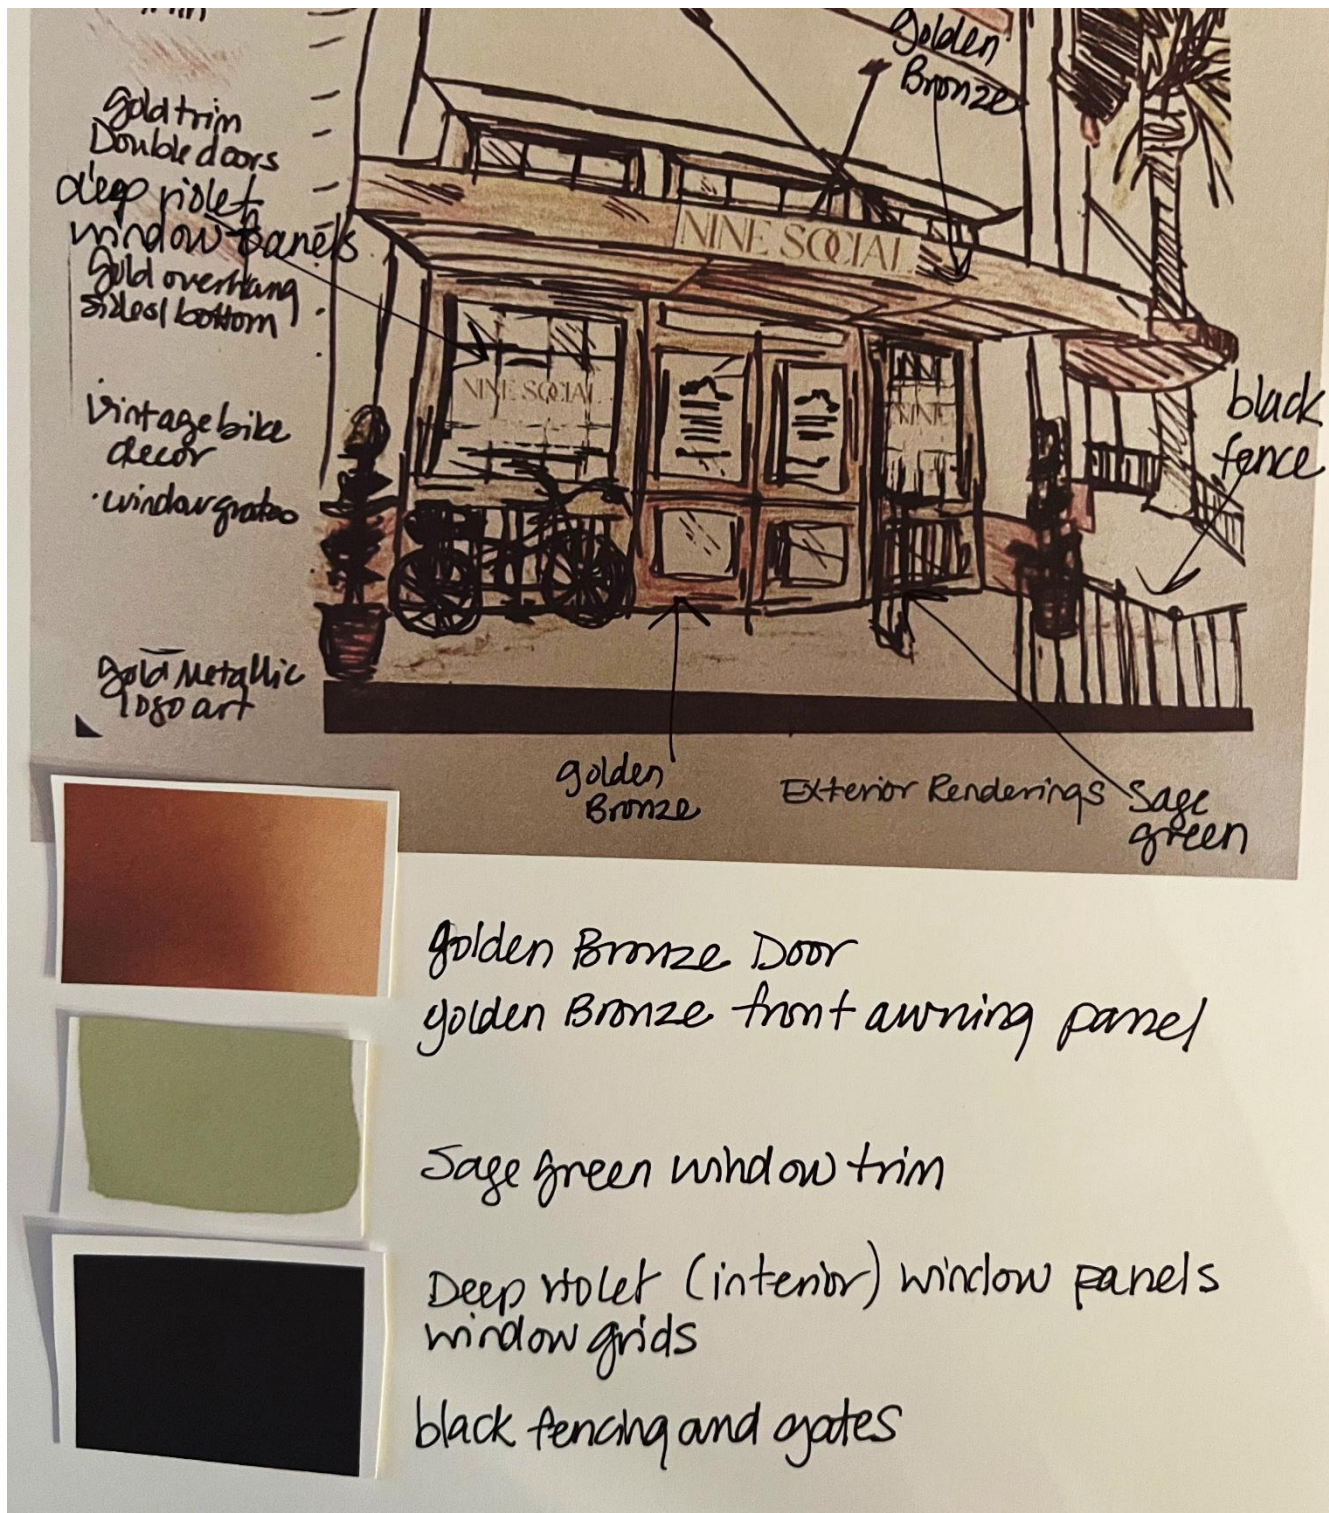 golden
Bronze
gold trim
Double doors
deep violet
window panels
Gold overhang
sides/bottom
vintage bike
decor
·window grates
gold metallic
logo art
NINE SOCIAL
NINE SOCIAL
NINE
black
fence
golden
Bronze
Exterior Renderings
Sage
green
golden Bronze Door
golden Bronze front awning panel
Sage green window trim
Deep violet (interior) window panels
window grids
black fencing and gates